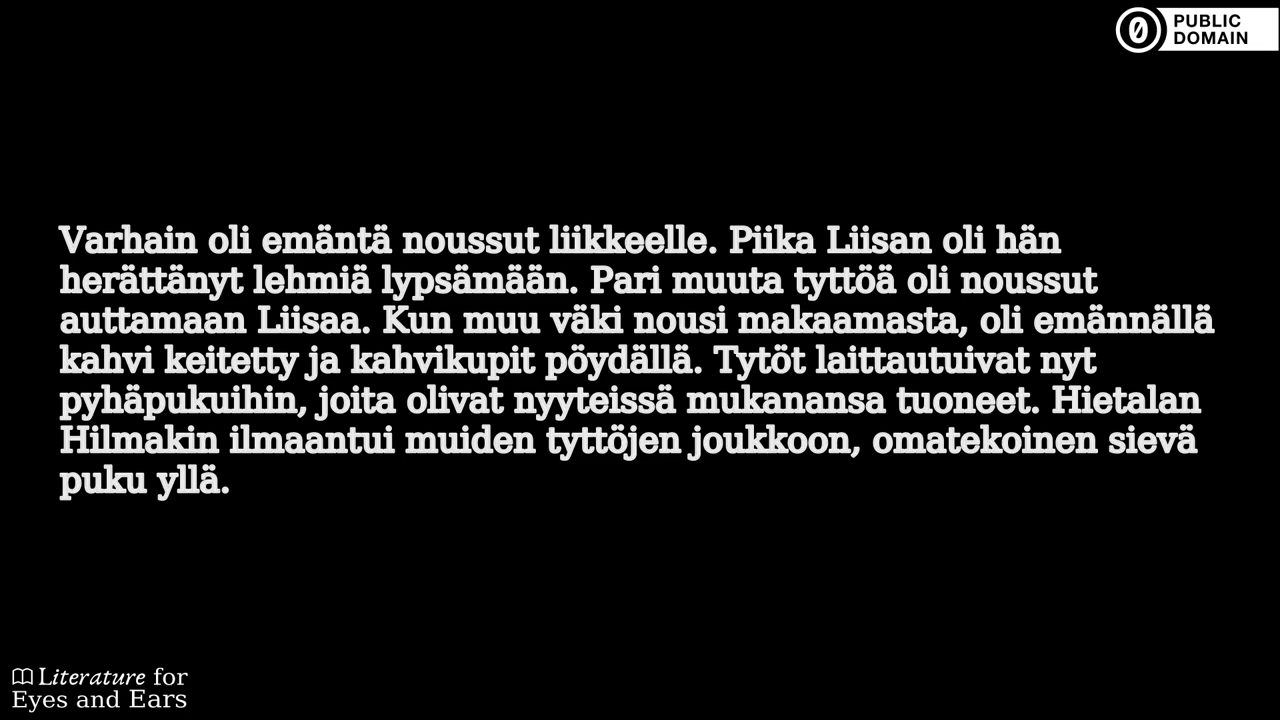 PUBLIC
DOMAIN
Varhain oli emäntä noussut liikkeelle. Piika Liisan oli hän
herättänyt lehmiä lypsämään. Pari muuta tyttöä oli noussut
auttamaan Liisaa. Kun muu väki nousi makaamasta, oli emännällä
kahvi keitetty ja kahvikupit pöydällä. Tytöt laittautuivat nyt
pyhäpukuihin, joita olivat nyyteissä mukanansa tuoneet. Hietalan
Hilmakin ilmaantui muiden tyttöjen joukkoon, omatekoinen sievä
puku yllä.
Literature for
Eyes and Ears